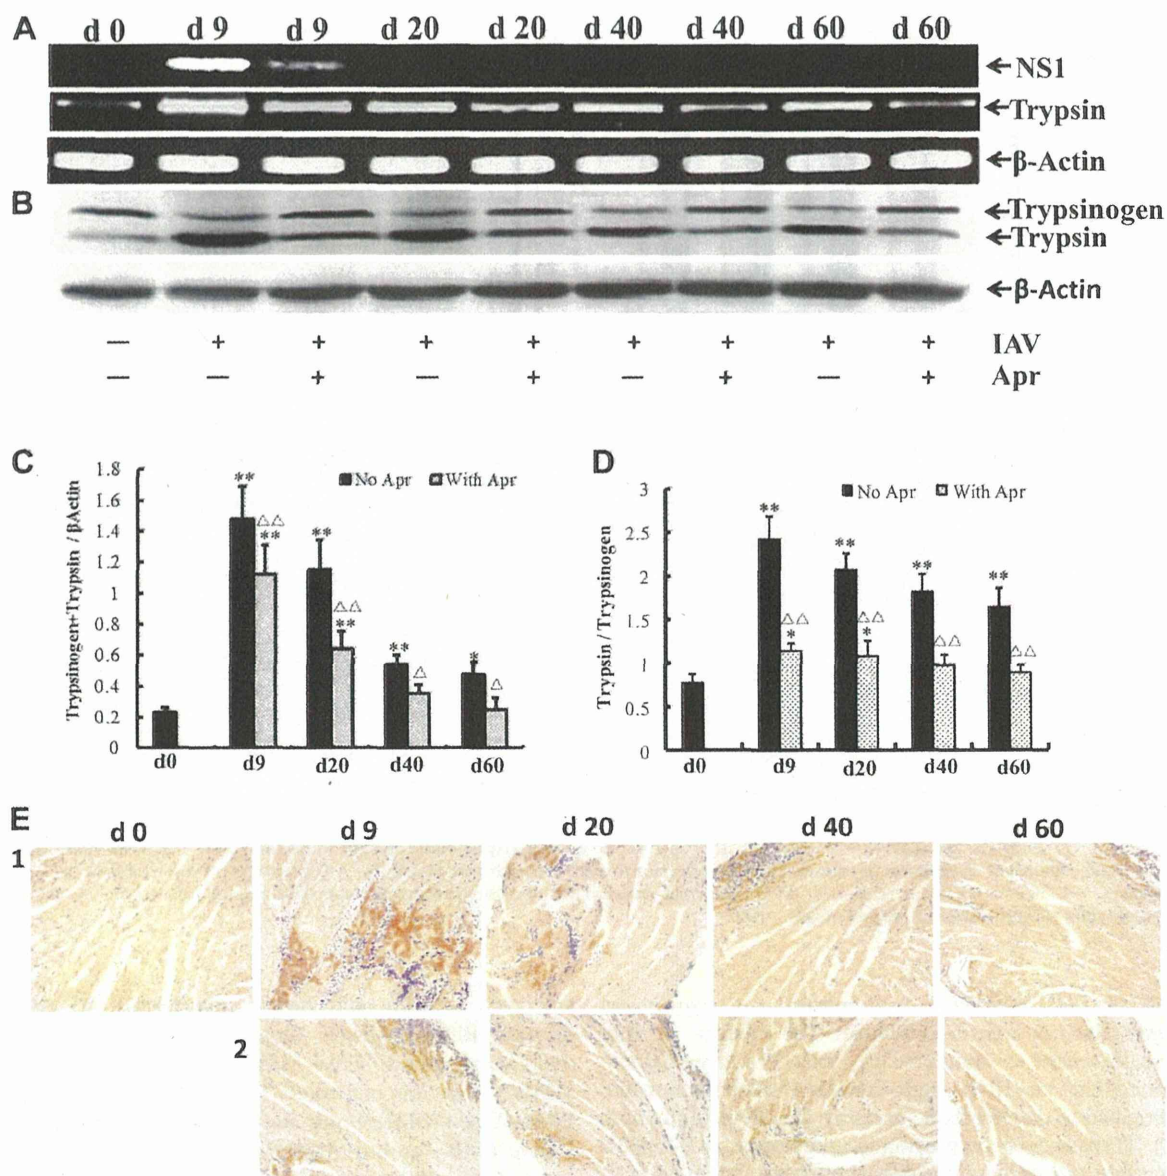 A
d 0 d 9 d 9 d 20 d 20 d 40 d 40 d 60 d 60
←NS1
←Trypsin
←β-Actin
B
←Trypsinogen
←Trypsin
←β-Actin
— + + + + + + + + IAV
— — + — + — + — + Apr
C
Trypsinogen+Trypsin / βActin
1.8
1.6
1.4
1.2
1
0.8
0.6
0.4
0.2
0
No Apr With Apr
**
△△
**
**
△△
**
**
△
*
△
d0 d9 d20 d40 d60
D
Trypsin / Trypsinogen
3
2.5
2
1.5
1
0.5
0
No Apr With Apr
**
△△
*
**
△△
*
**
△△
**
△△
d0 d9 d20 d40 d60
E
d 0 d 9 d 20 d 40 d 60
1
2